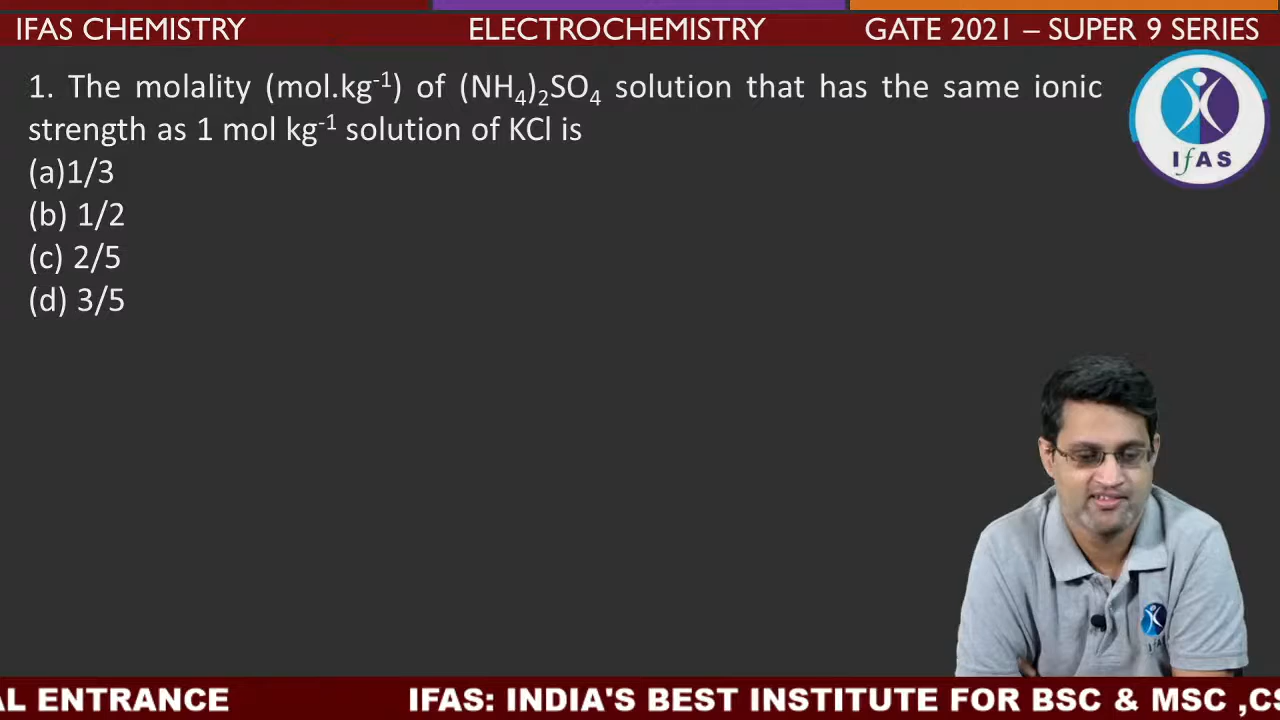 IFAS CHEMISTRY ELECTROCHEMISTRY GATE 2021 – SUPER 9 SERIES
1. The molality (mol.kg⁻¹) of (NH₄)₂SO₄ solution that has the same ionic
strength as 1 mol kg⁻¹ solution of KCl is
(a)1/3
(b) 1/2
(c) 2/5
(d) 3/5
IfAS
AL ENTRANCE IFAS: INDIA'S BEST INSTITUTE FOR BSC & MSC ,CS